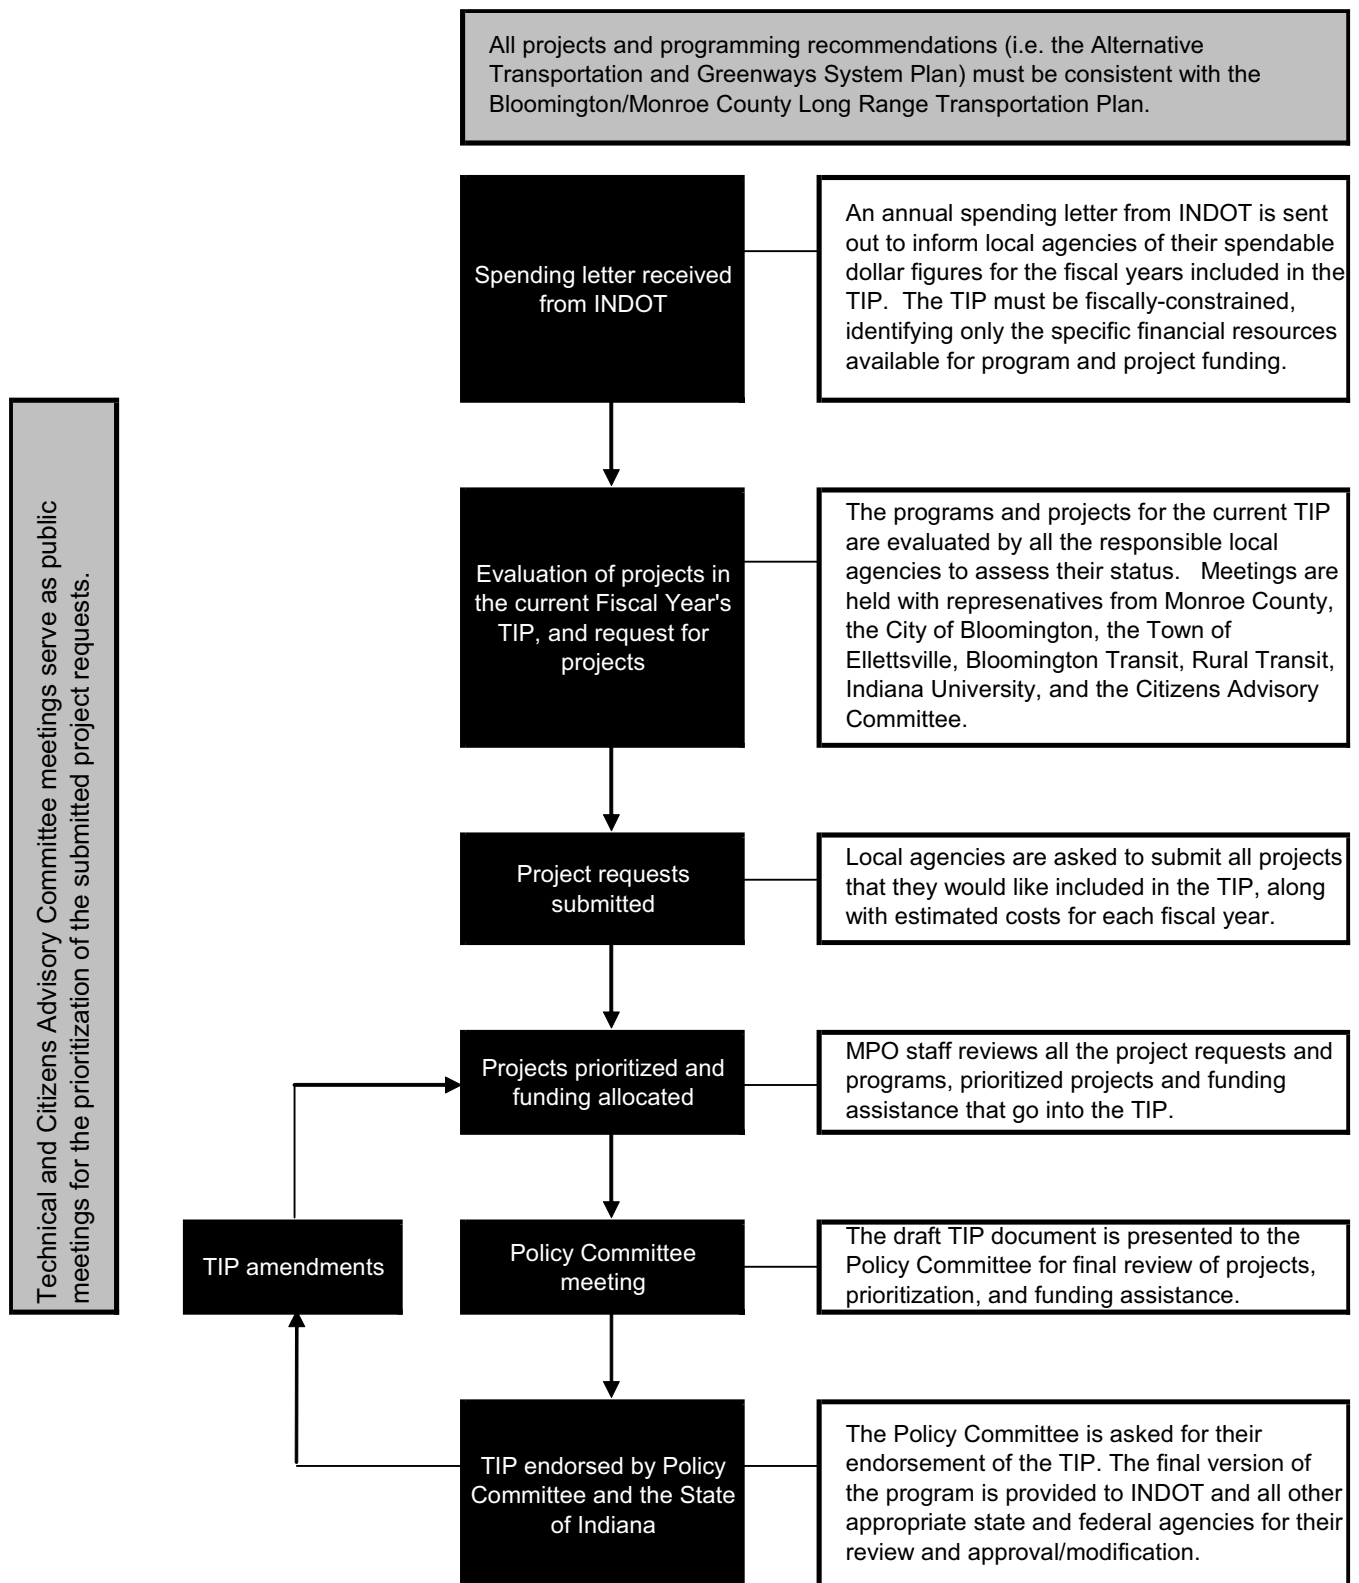 All projects and programming recommendations (i.e. the Alternative
Transportation and Greenways System Plan) must be consistent with the
Bloomington/Monroe County Long Range Transportation Plan.
Spending letter received
from INDOT
An annual spending letter from INDOT is sent
out to inform local agencies of their spendable
dollar figures for the fiscal years included in the
TIP.  The TIP must be fiscally-constrained,
identifying only the specific financial resources
available for program and project funding.
Technical and Citizens Advisory Committee meetings serve as public
meetings for the prioritization of the submitted project requests.
Evaluation of projects in
the current Fiscal Year's
TIP, and request for
projects
The programs and projects for the current TIP
are evaluated by all the responsible local
agencies to assess their status.   Meetings are
held with represenatives from Monroe County,
the City of Bloomington, the Town of
Ellettsville, Bloomington Transit, Rural Transit,
Indiana University, and the Citizens Advisory
Committee.
Project requests
submitted
Local agencies are asked to submit all projects
that they would like included in the TIP, along
with estimated costs for each fiscal year.
Projects prioritized and
funding allocated
MPO staff reviews all the project requests and
programs, prioritized projects and funding
assistance that go into the TIP.
TIP amendments
Policy Committee
meeting
The draft TIP document is presented to the
Policy Committee for final review of projects,
prioritization, and funding assistance.
TIP endorsed by Policy
Committee and the State
of Indiana
The Policy Committee is asked for their
endorsement of the TIP. The final version of
the program is provided to INDOT and all other
appropriate state and federal agencies for their
review and approval/modification.